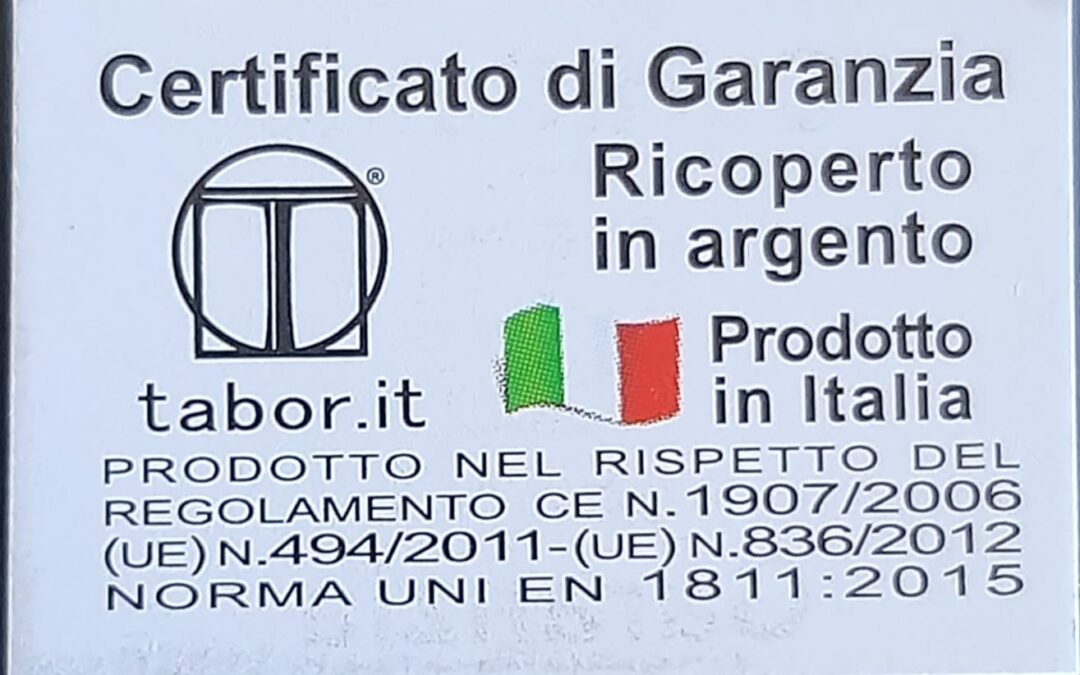 Certificato di Garanzia
®
Ricoperto
in argento
tabor.it
Prodotto
in Italia
PRODOTTO NEL RISPETTO DEL
REGOLAMENTO CE N.1907/2006
(UE) N.494/2011-(UE) N.836/2012
NORMA UNI EN 1811:2015